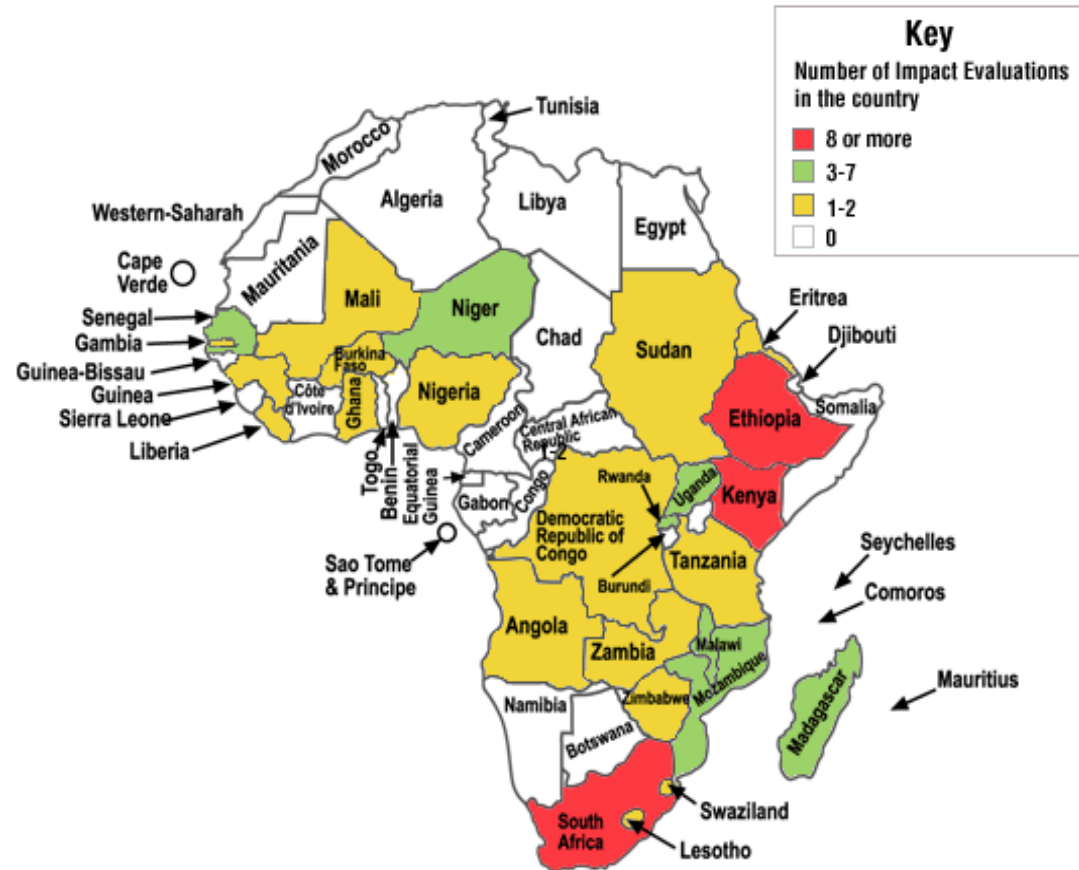 Key
Number of Impact Evaluations
in the country
8 or more
3-7
1-2
0
Tunisia
Morocco
Algeria
Libya
Egypt
Western-Saharah
Cape
Verde
Mauritania
Mali
Niger
Chad
Sudan
Eritrea
Djibouti
Senegal
Gambia
Guinea-Bissau
Guinea
Sierra Leone
Liberia
Burkina
Faso
Côte
d'Ivoire
Ghana
Togo
Benin
Nigeria
Cameroon
Equatorial
Guinea
Central African
Republic
1-2
Ethiopia
Somalia
Gabon
Congo
Rwanda
Uganda
Kenya
Sao Tome
& Principe
Democratic
Republic of
Congo
Burundi
Tanzania
Seychelles
Comoros
Angola
Zambia
Malawi
Mozambique
Zimbabwe
Madagascar
Mauritius
Namibia
Botswana
South
Africa
Swaziland
Lesotho